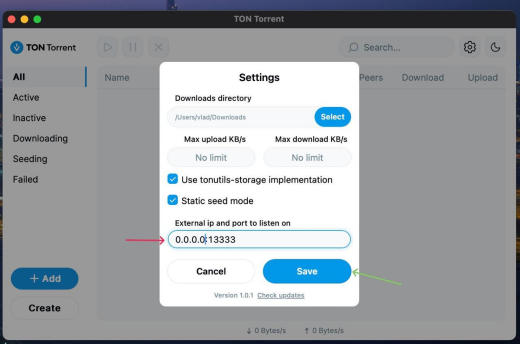 TON Torrent
TON Torrent
Search...
All
Active
Inactive
Downloading
Seeding
Failed
Add
Create
Name
Peers
Download
Upload
Settings
Downloads directory
/Users/vlad/Downloads
Select
Max upload KB/s
Max download KB/s
No limit
No limit
Use tonutils-storage implementation
Static seed mode
External ip and port to listen on
0.0.0.0:13333
Cancel
Save
Version 1.0.1 Check updates
↓ 0 Bytes/s ↑ 0 Bytes/s